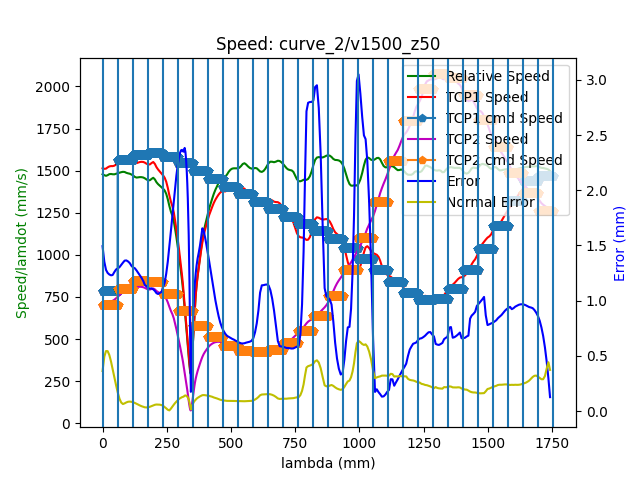 Speed: curve_2/v1500_z50
Speed/lamdot (mm/s)
2000
1750
1500
1250
1000
750
500
250
0
Relative Speed
TCP1 Speed
TCP1 cmd Speed
TCP2 Speed
TCP2 cmd Speed
Error
Normal Error
3.0
2.5
2.0
1.5
1.0
0.5
0.0
Error (mm)
0 250 500 750 1000 1250 1500 1750
lambda (mm)